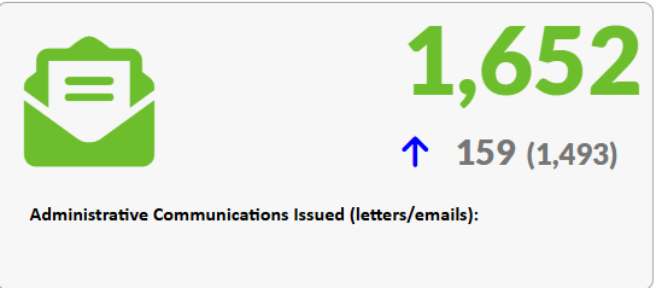 1,652
↑ 159 (1,493)
Administrative Communications Issued (letters/emails):